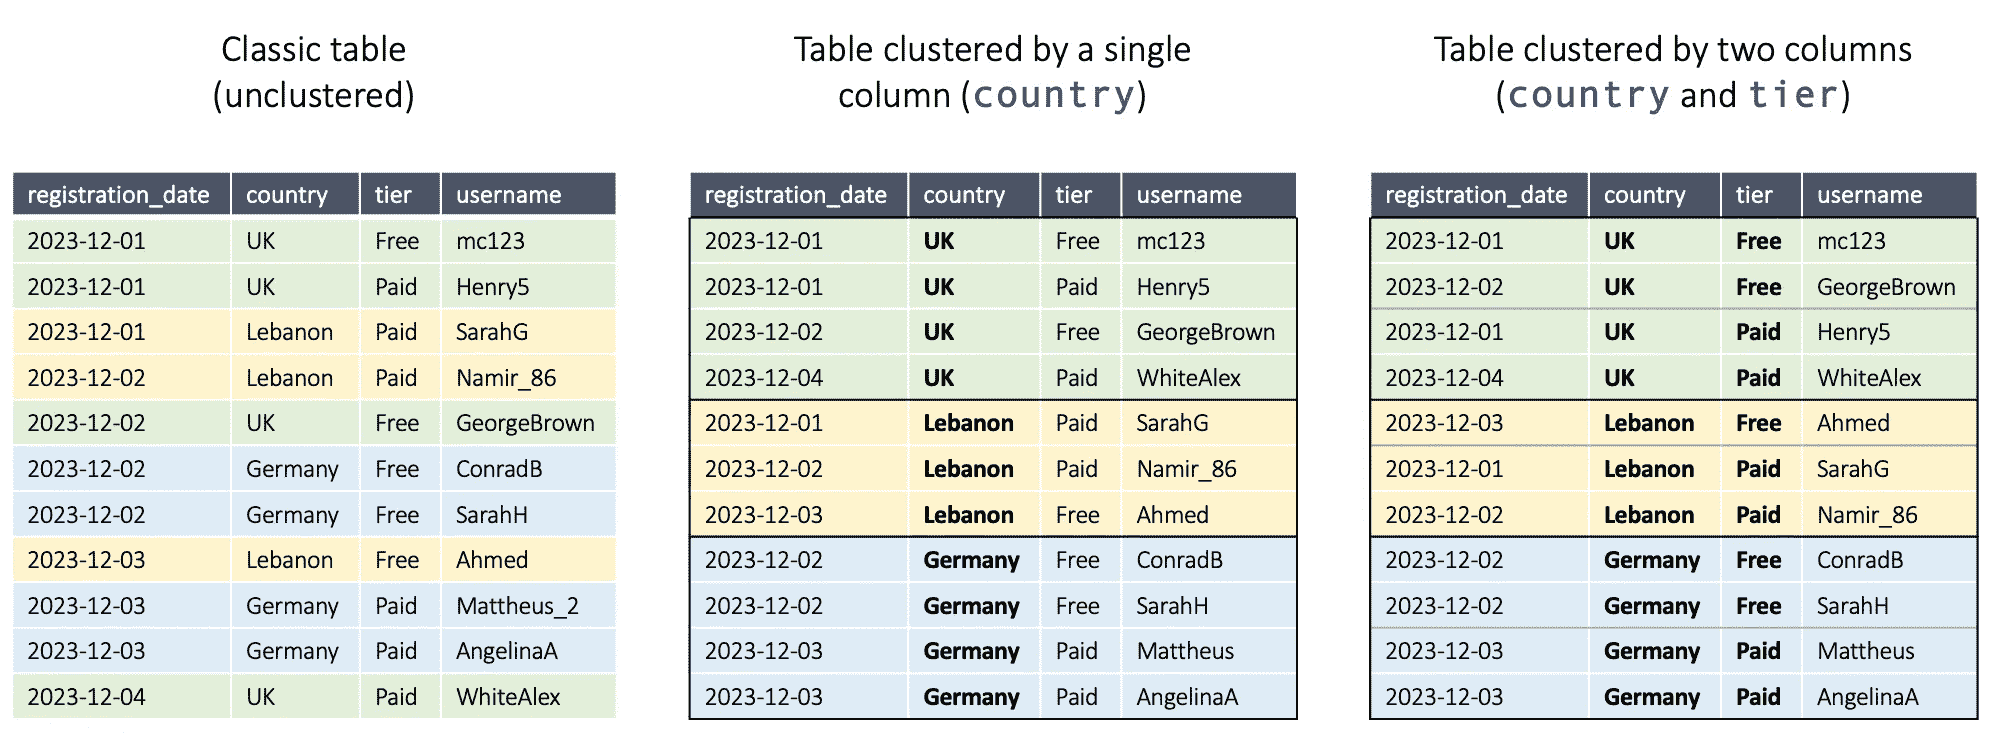 Classic table
(unclustered)
registration_date country tier username
2023-12-01 UK Free mc123
2023-12-01 UK Paid Henry5
2023-12-01 Lebanon Paid SarahG
2023-12-02 Lebanon Paid Namir_86
2023-12-02 UK Free GeorgeBrown
2023-12-02 Germany Free ConradB
2023-12-02 Germany Free SarahH
2023-12-03 Lebanon Free Ahmed
2023-12-03 Germany Paid Mattheus_2
2023-12-03 Germany Paid AngelinaA
2023-12-04 UK Paid WhiteAlex
Table clustered by a single
column (country)
registration_date country tier username
2023-12-01 UK Free mc123
2023-12-01 UK Paid Henry5
2023-12-02 UK Free GeorgeBrown
2023-12-04 UK Paid WhiteAlex
2023-12-01 Lebanon Paid SarahG
2023-12-02 Lebanon Paid Namir_86
2023-12-03 Lebanon Free Ahmed
2023-12-02 Germany Free ConradB
2023-12-02 Germany Free SarahH
2023-12-03 Germany Paid Mattheus
2023-12-03 Germany Paid AngelinaA
Table clustered by two columns
(country and tier)
registration_date country tier username
2023-12-01 UK Free mc123
2023-12-02 UK Free GeorgeBrown
2023-12-01 UK Paid Henry5
2023-12-04 UK Paid WhiteAlex
2023-12-03 Lebanon Free Ahmed
2023-12-01 Lebanon Paid SarahG
2023-12-02 Lebanon Paid Namir_86
2023-12-02 Germany Free ConradB
2023-12-02 Germany Free SarahH
2023-12-03 Germany Paid Mattheus
2023-12-03 Germany Paid AngelinaA